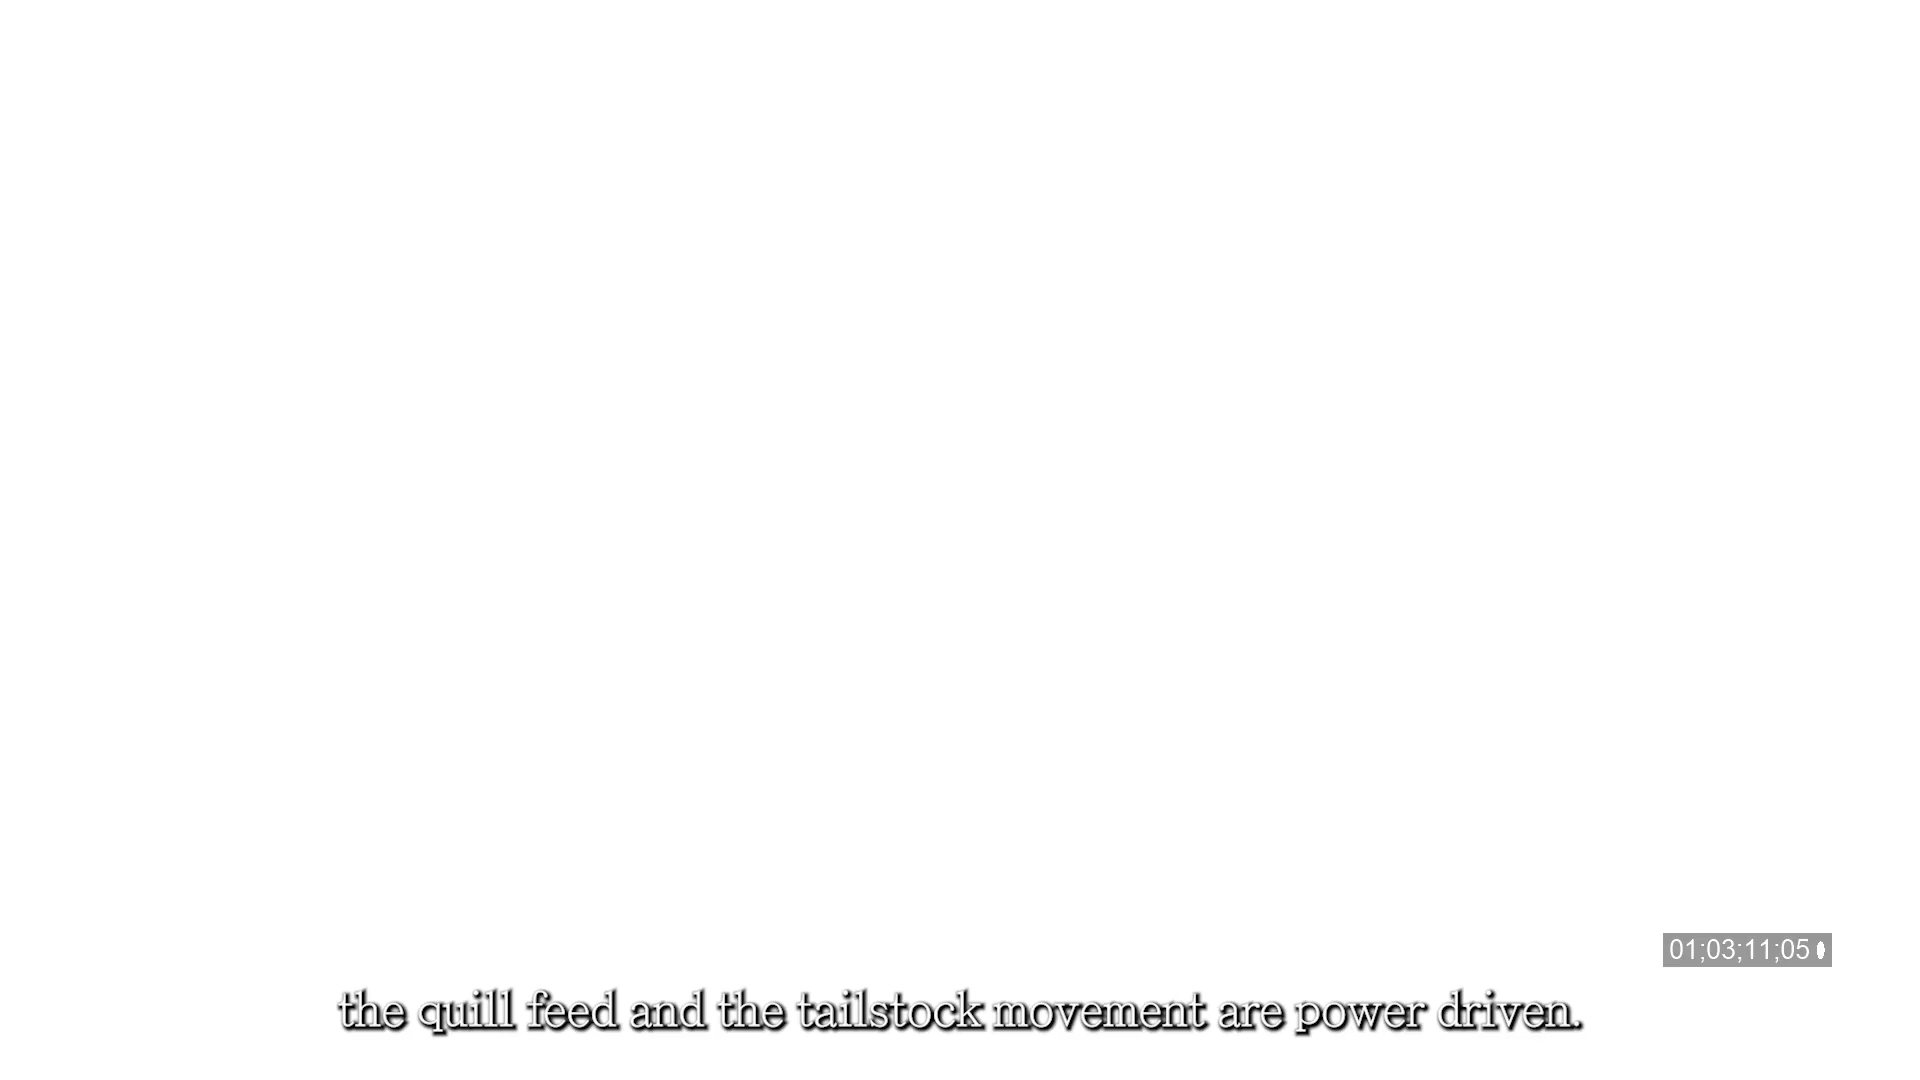 01;03;11;05
the quill feed and the tailstock movement are power driven.